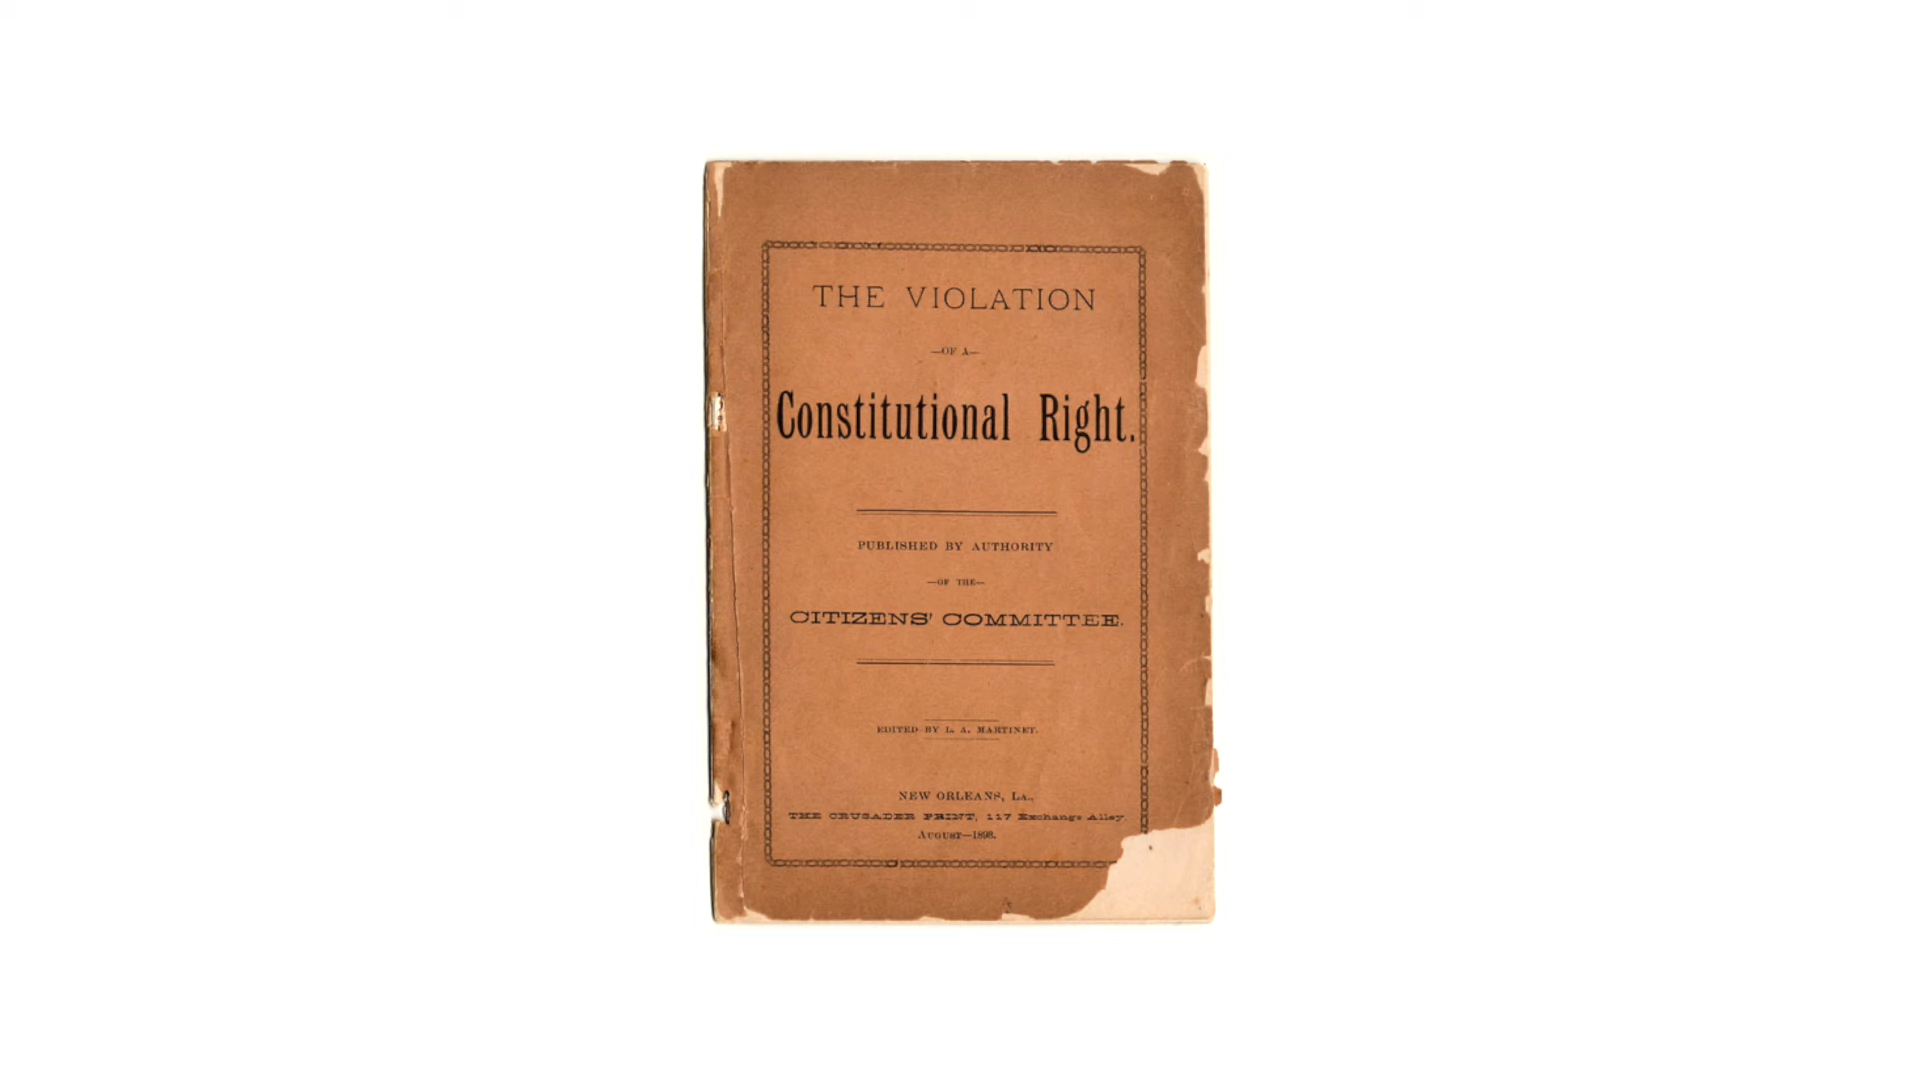 THE VIOLATION
—OF A—
Constitutional Right.
PUBLISHED BY AUTHORITY
—OF THE—
CITIZENS' COMMITTEE.
EDITED BY L. A. MARTINET.
NEW ORLEANS, LA.,
THE CRUSADER PRINT, 117 Exchange Alley.
AUGUST—1893.